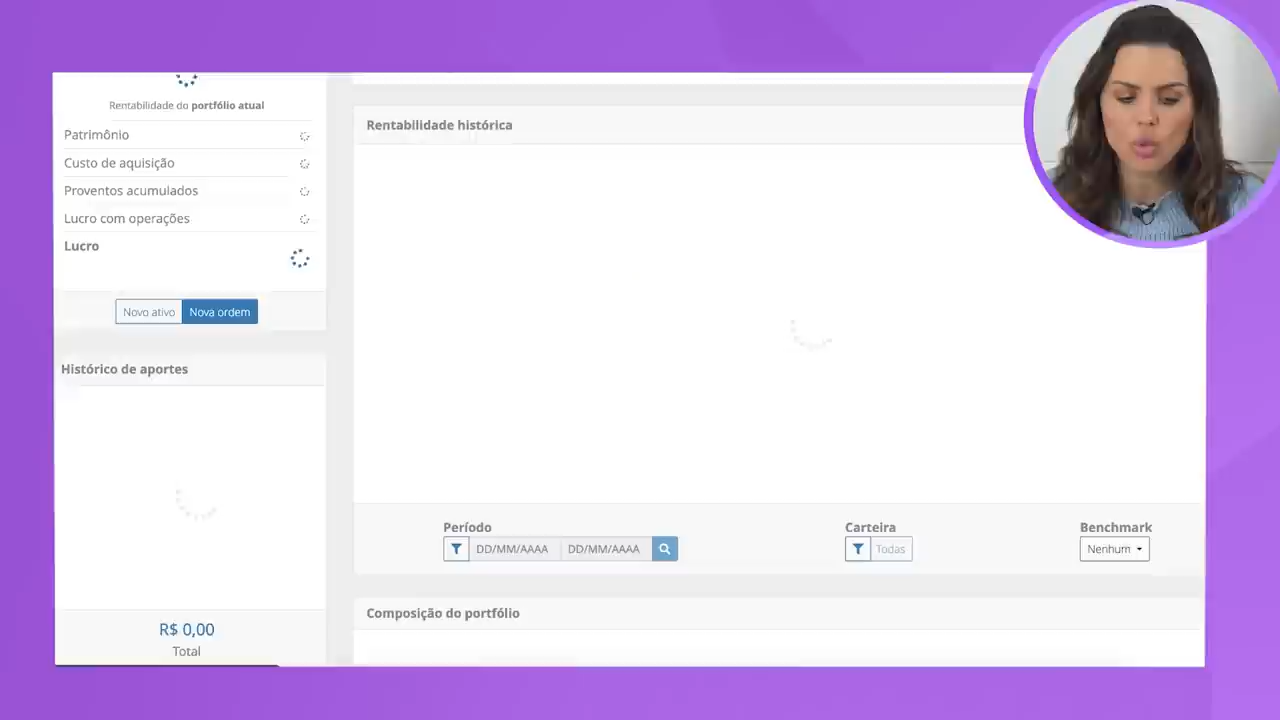 Rentabilidade do portfólio atual
Patrimônio
Custo de aquisição
Proventos acumulados
Lucro com operações
Lucro
Novo ativo Nova ordem
Histórico de aportes
R$ 0,00
Total
Rentabilidade histórica
Período
DD/MM/AAAA DD/MM/AAAA
Carteira
Todas
Benchmark
Nenhum
Composição do portfólio